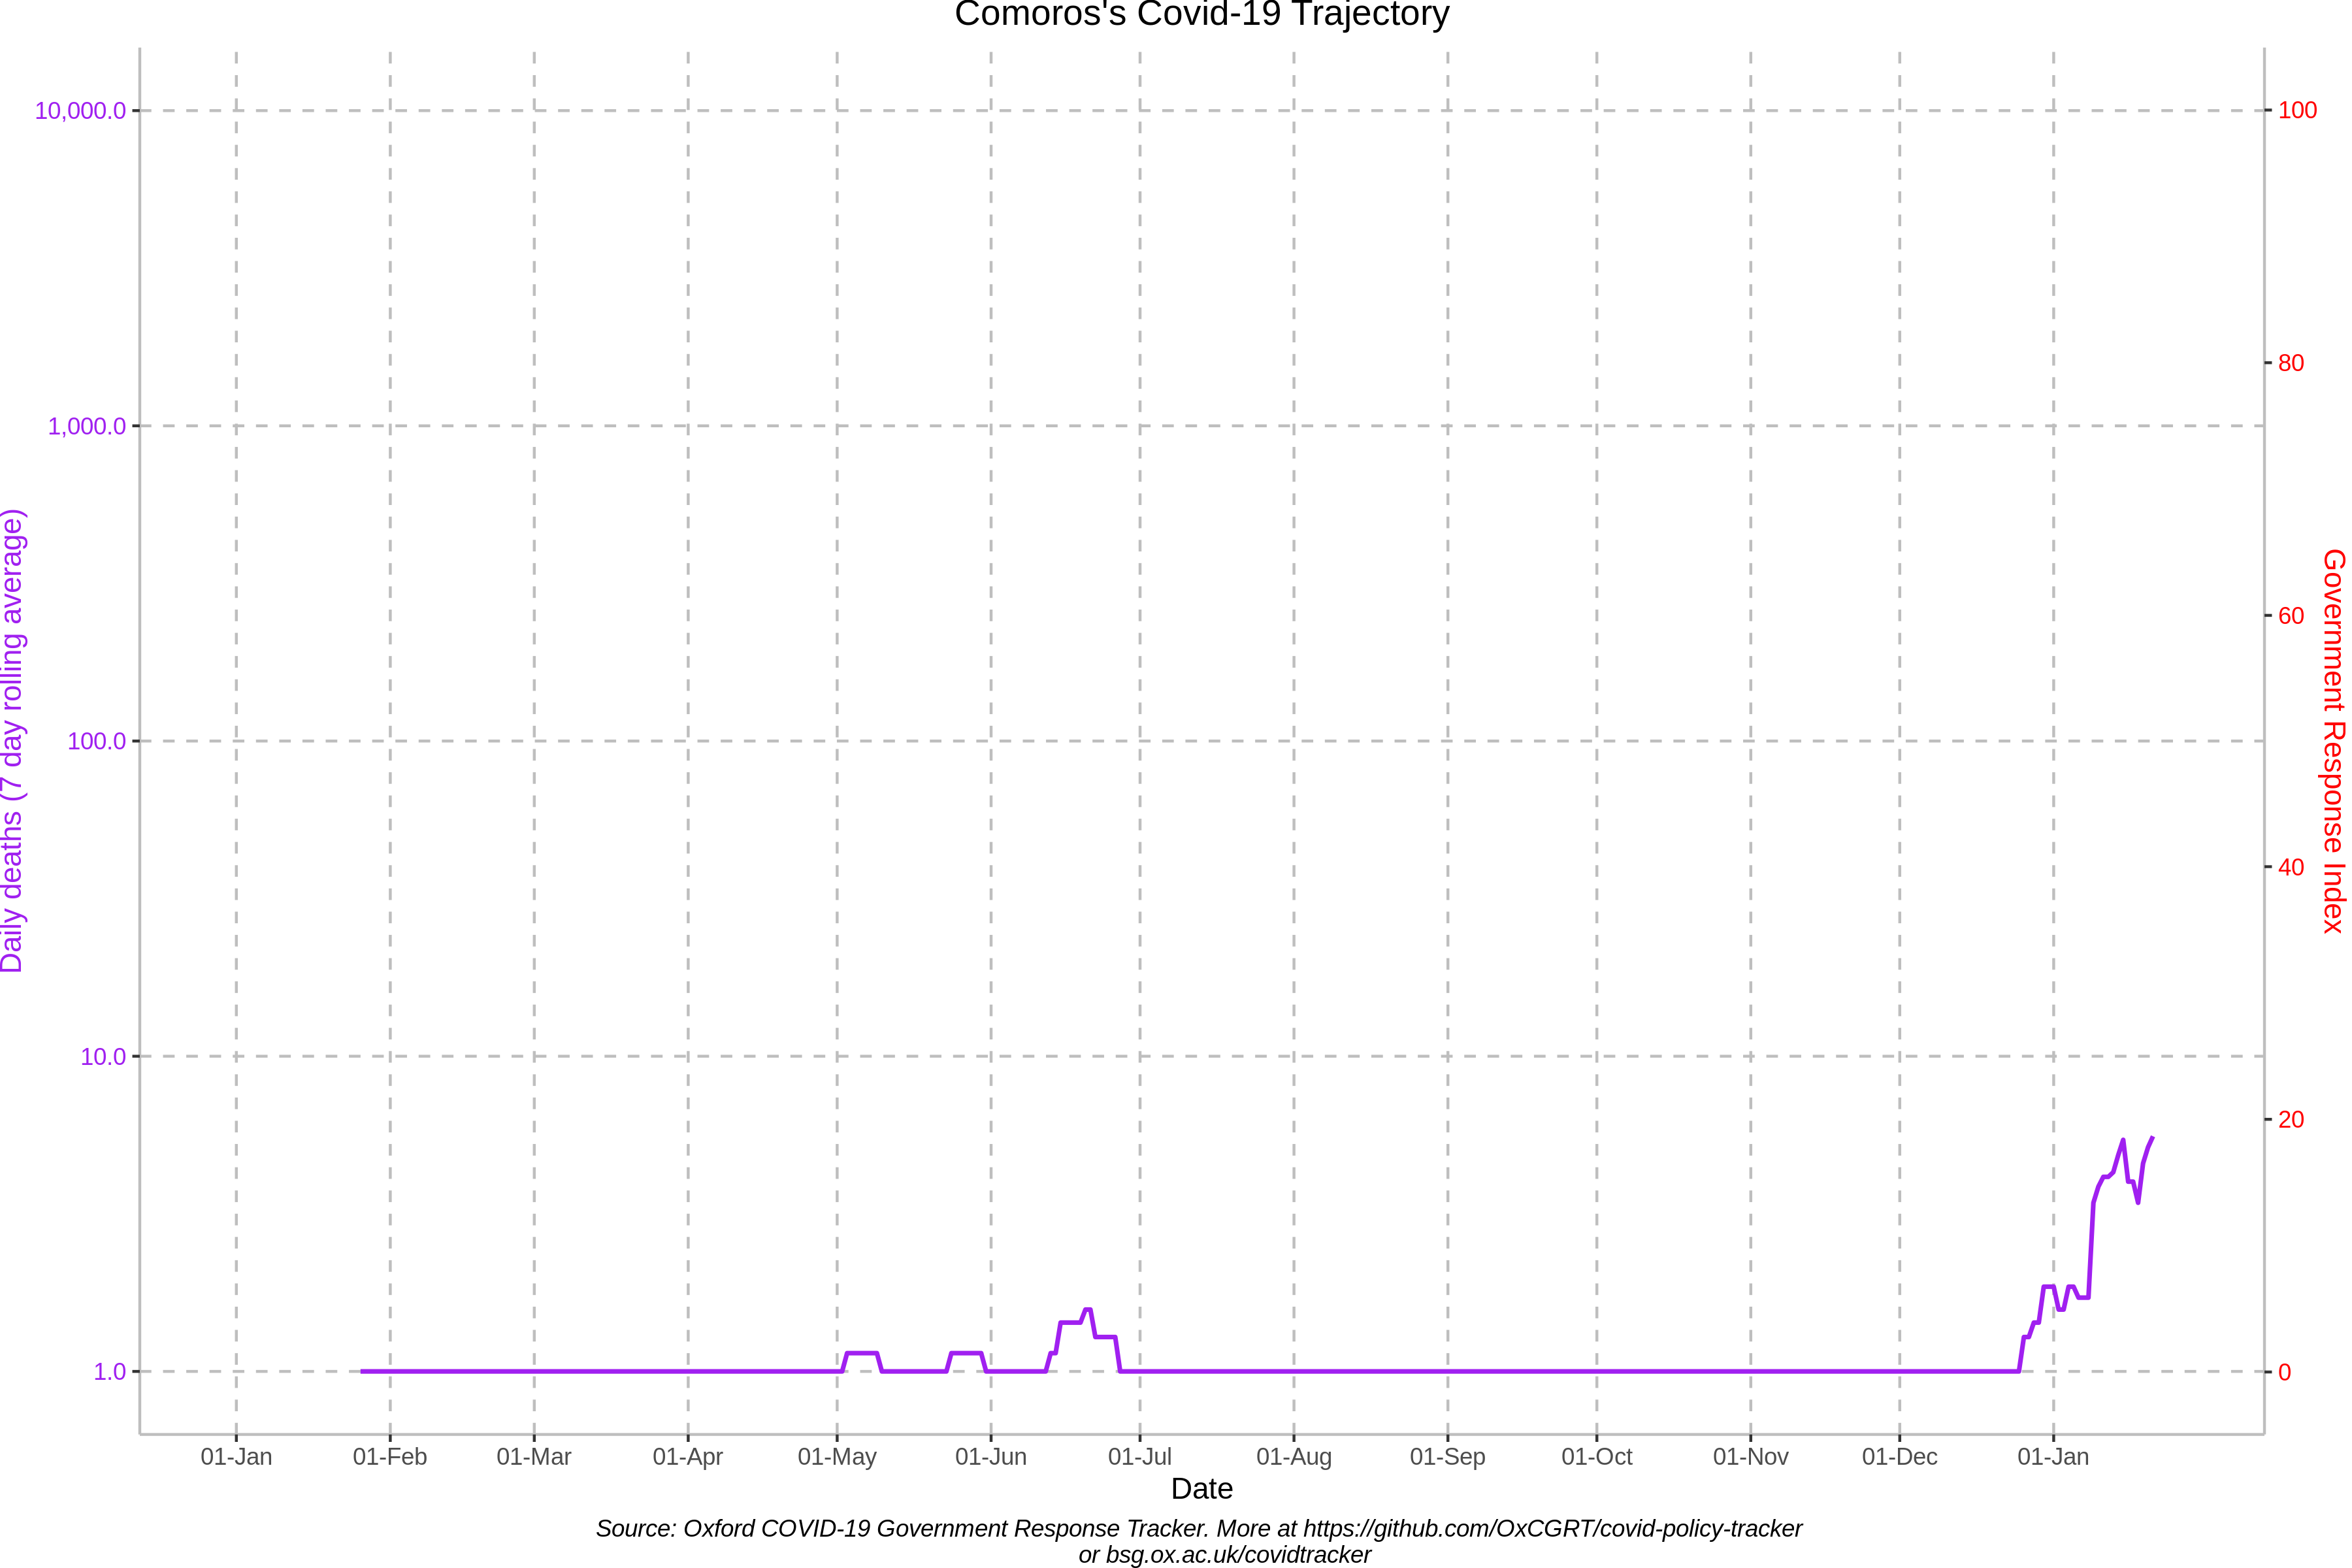 Comoros's Covid-19 Trajectory
10,000.0
1,000.0
100.0
10.0
1.0
Daily deaths (7 day rolling average)
100
80
60
40
20
0
Government Response Index
01-Jan 01-Feb 01-Mar 01-Apr 01-May 01-Jun 01-Jul 01-Aug 01-Sep 01-Oct 01-Nov 01-Dec 01-Jan
Date
Source: Oxford COVID-19 Government Response Tracker. More at https://github.com/OxCGRT/covid-policy-tracker
or bsg.ox.ac.uk/covidtracker